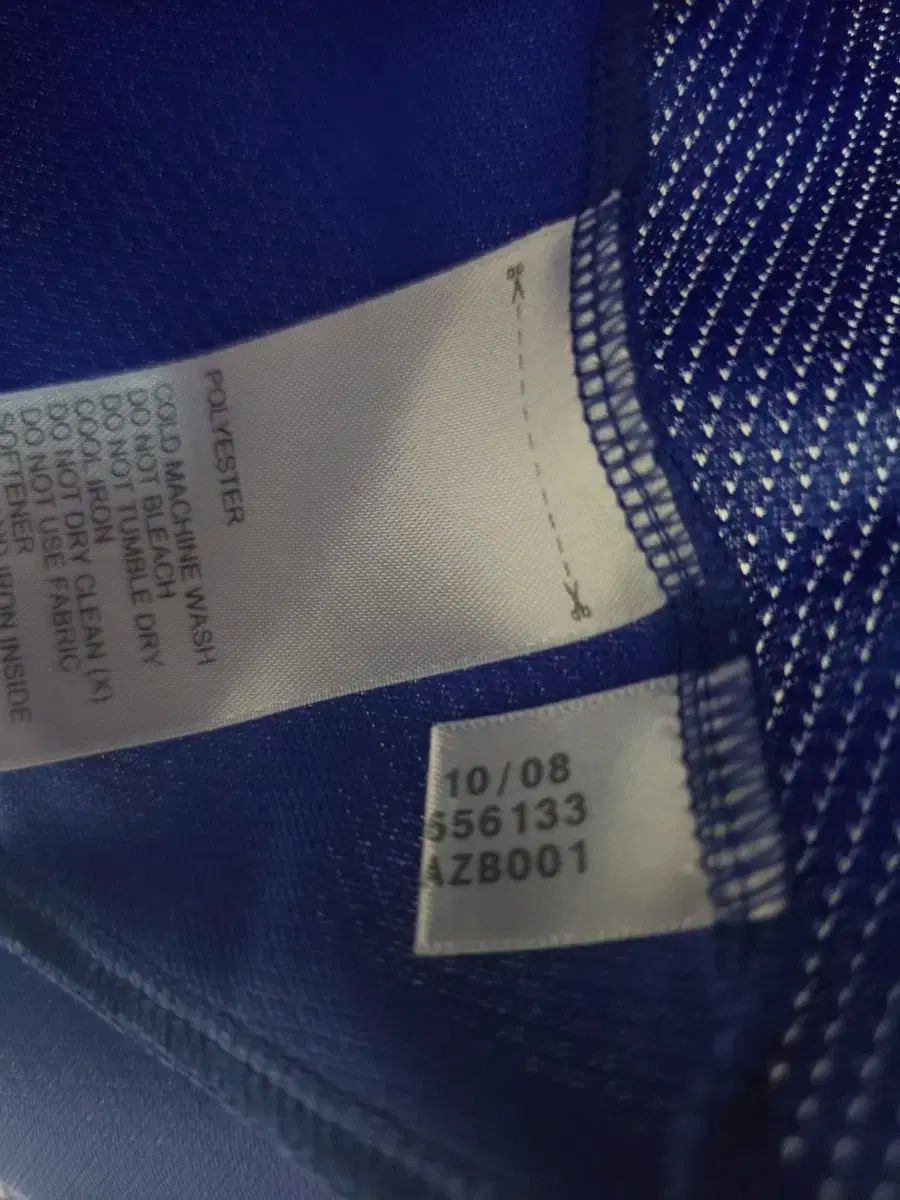 POLYESTER
COLD MACHINE WASH
DO NOT BLEACH
DO NOT TUMBLE DRY
COOL IRON
DO NOT DRY CLEAN (X)
DO NOT USE FABRIC
SOFTENER
IRON INSIDE
10/08
S56133
AZB001